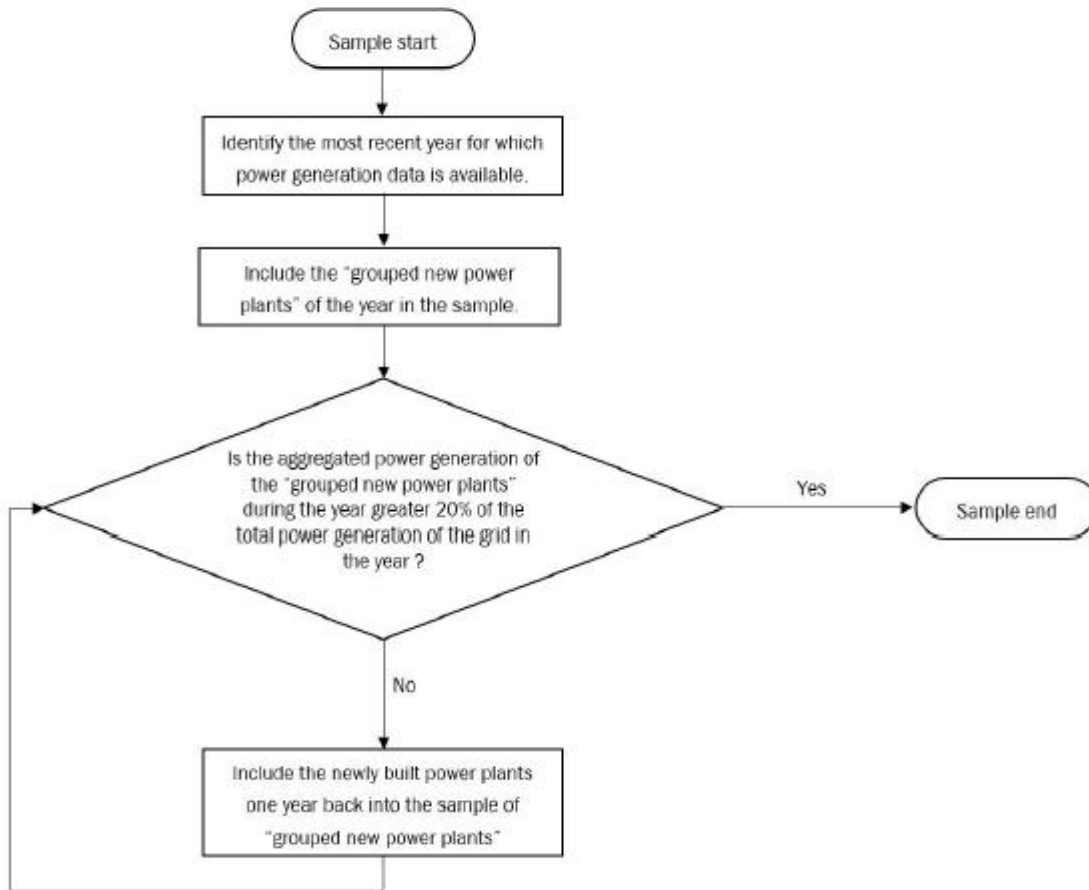 Sample start
Identify the most recent year for which
power generation data is available.
Include the “grouped new power
plants” of the year in the sample.
Is the aggregated power generation of
the “grouped new power plants”
during the year greater 20% of the
total power generation of the grid in
the year ?
Yes
Sample end
No
Include the newly built power plants
one year back into the sample of
“grouped new power plants”